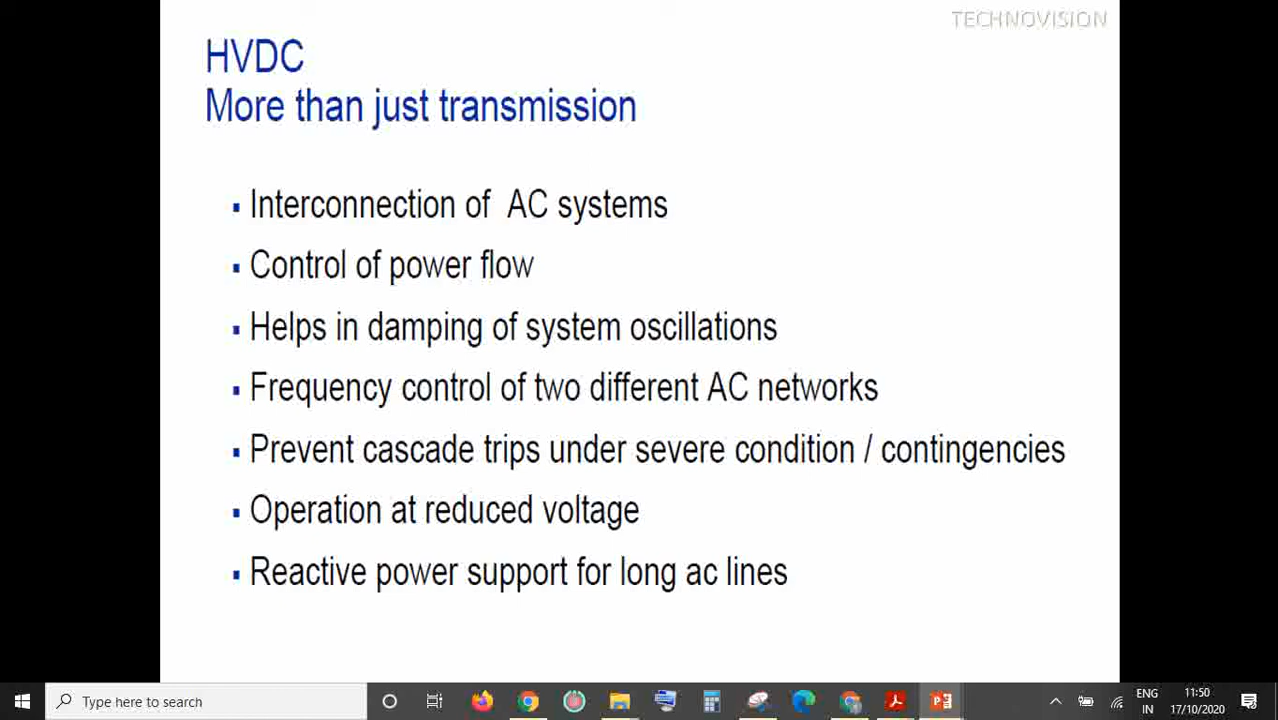 TECHNOVISION
HVDC
More than just transmission
▪ Interconnection of AC systems
▪ Control of power flow
▪ Helps in damping of system oscillations
▪ Frequency control of two different AC networks
▪ Prevent cascade trips under severe condition / contingencies
▪ Operation at reduced voltage
▪ Reactive power support for long ac lines
Type here to search
ENG
IN
11:50
17/10/2020